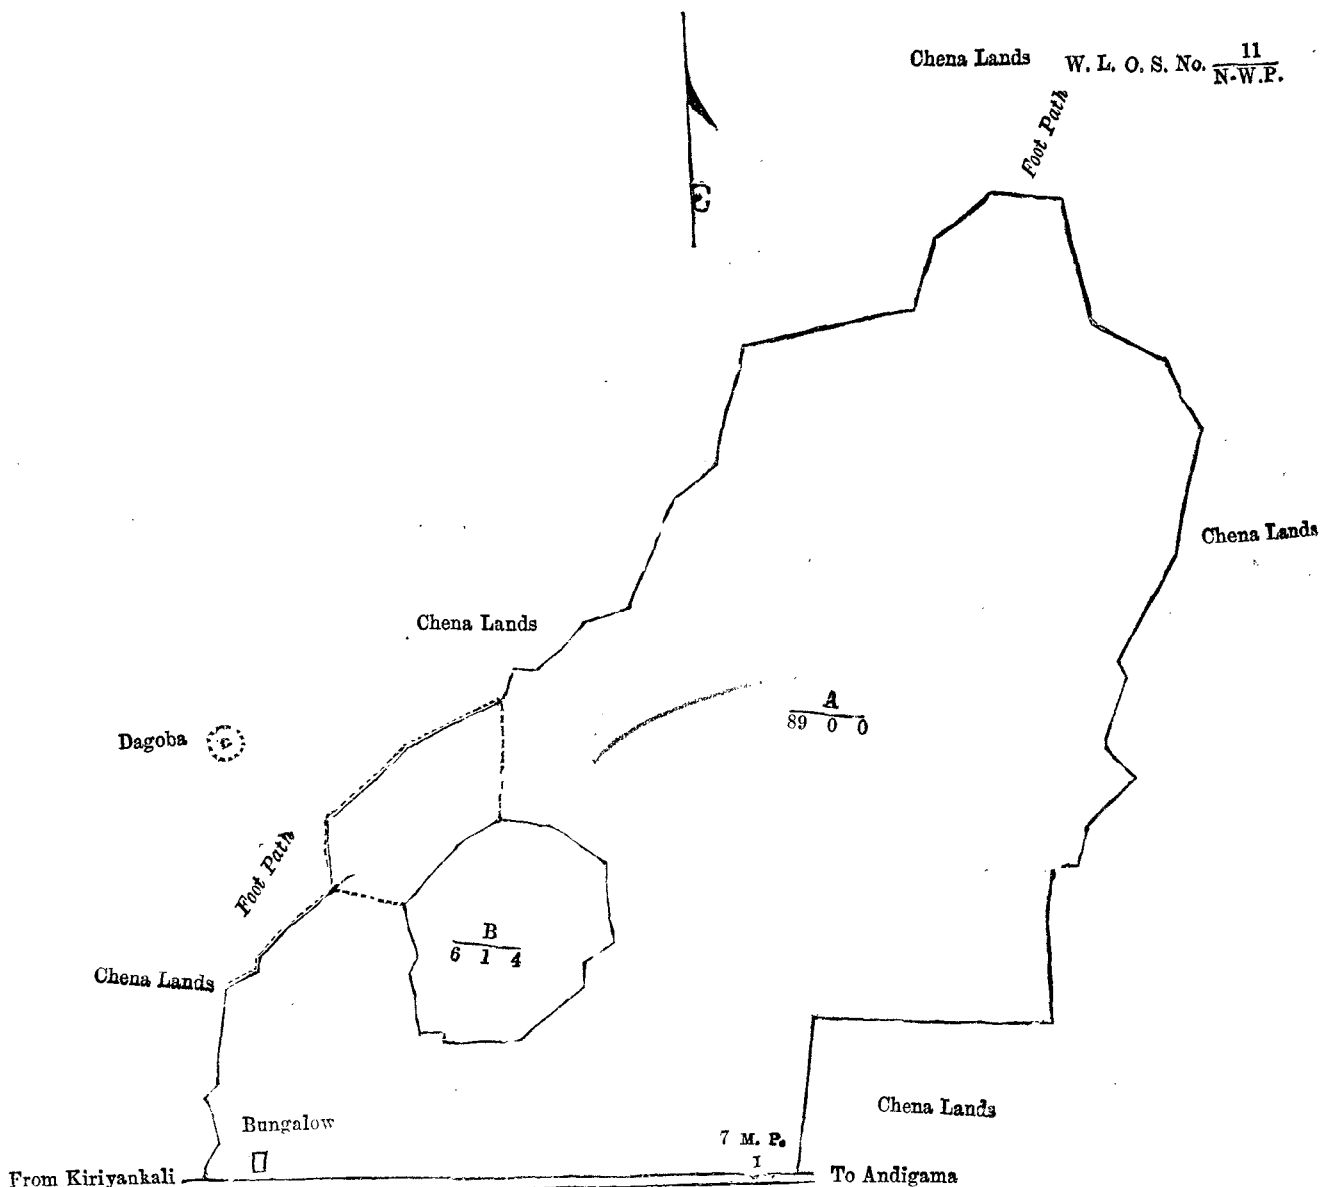 Chena Lands W. L. O. S. No. 11
N.W.P.
Foot Path
Chena Lands
Chena Lands
A
89 0 0
Dagoba
Foot Path
B
6 1 4
Chena Lands
Chena Lands
Bungalow
7 M. P.
From Kiriyankali
To Andigama